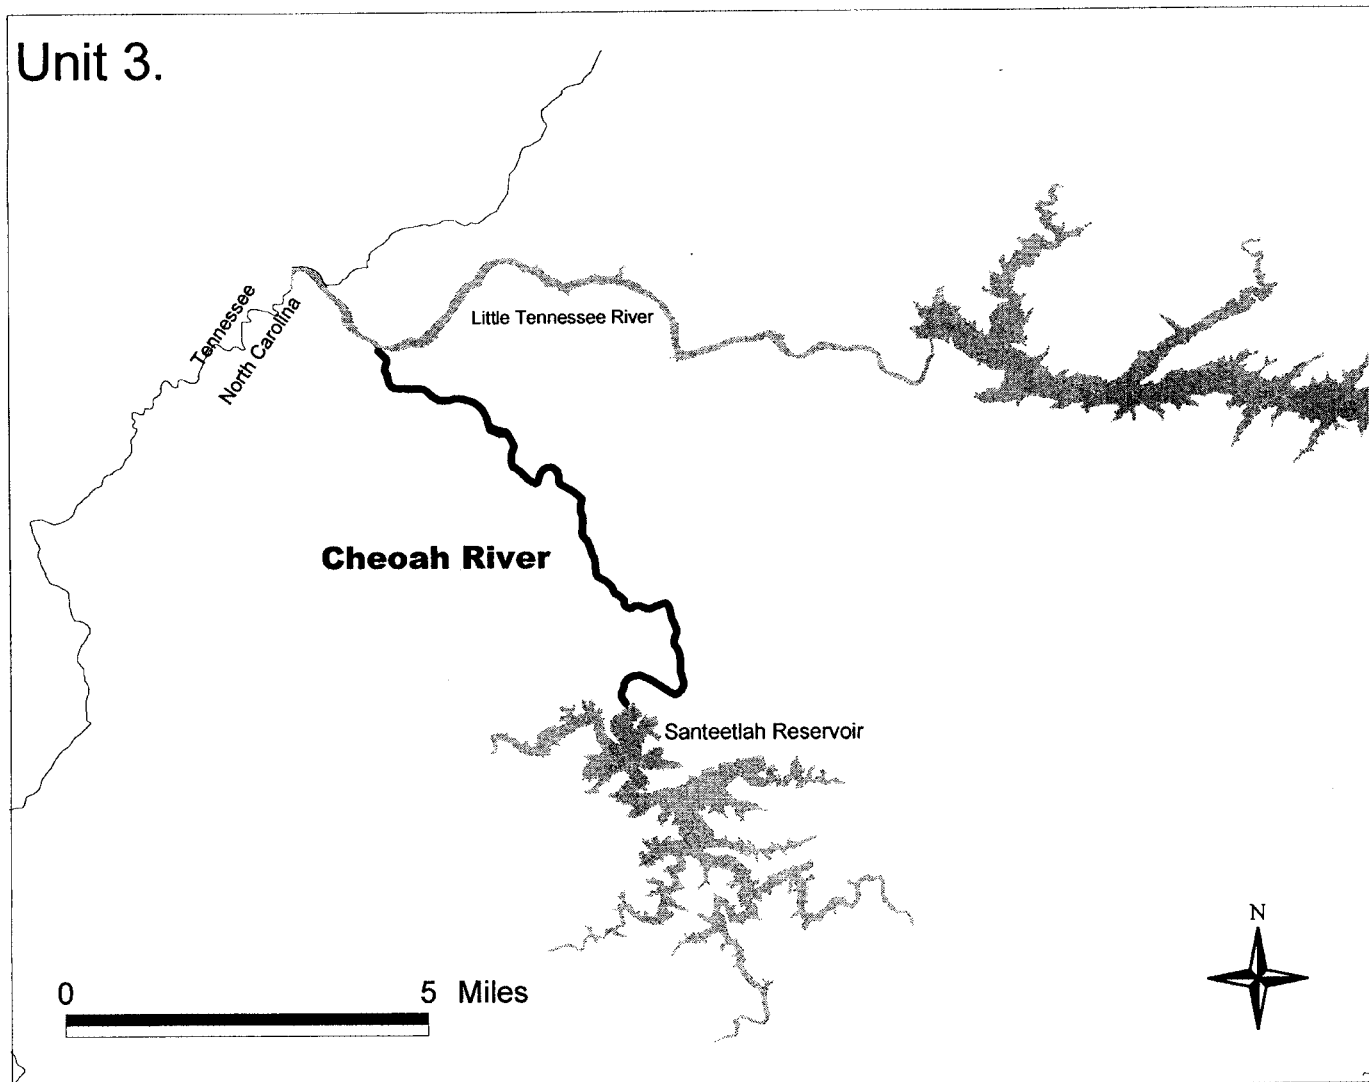 Unit 3.
Tennessee
North Carolina
Little Tennessee River
Cheoah River
Santeetlah Reservoir
N
0 5 Miles